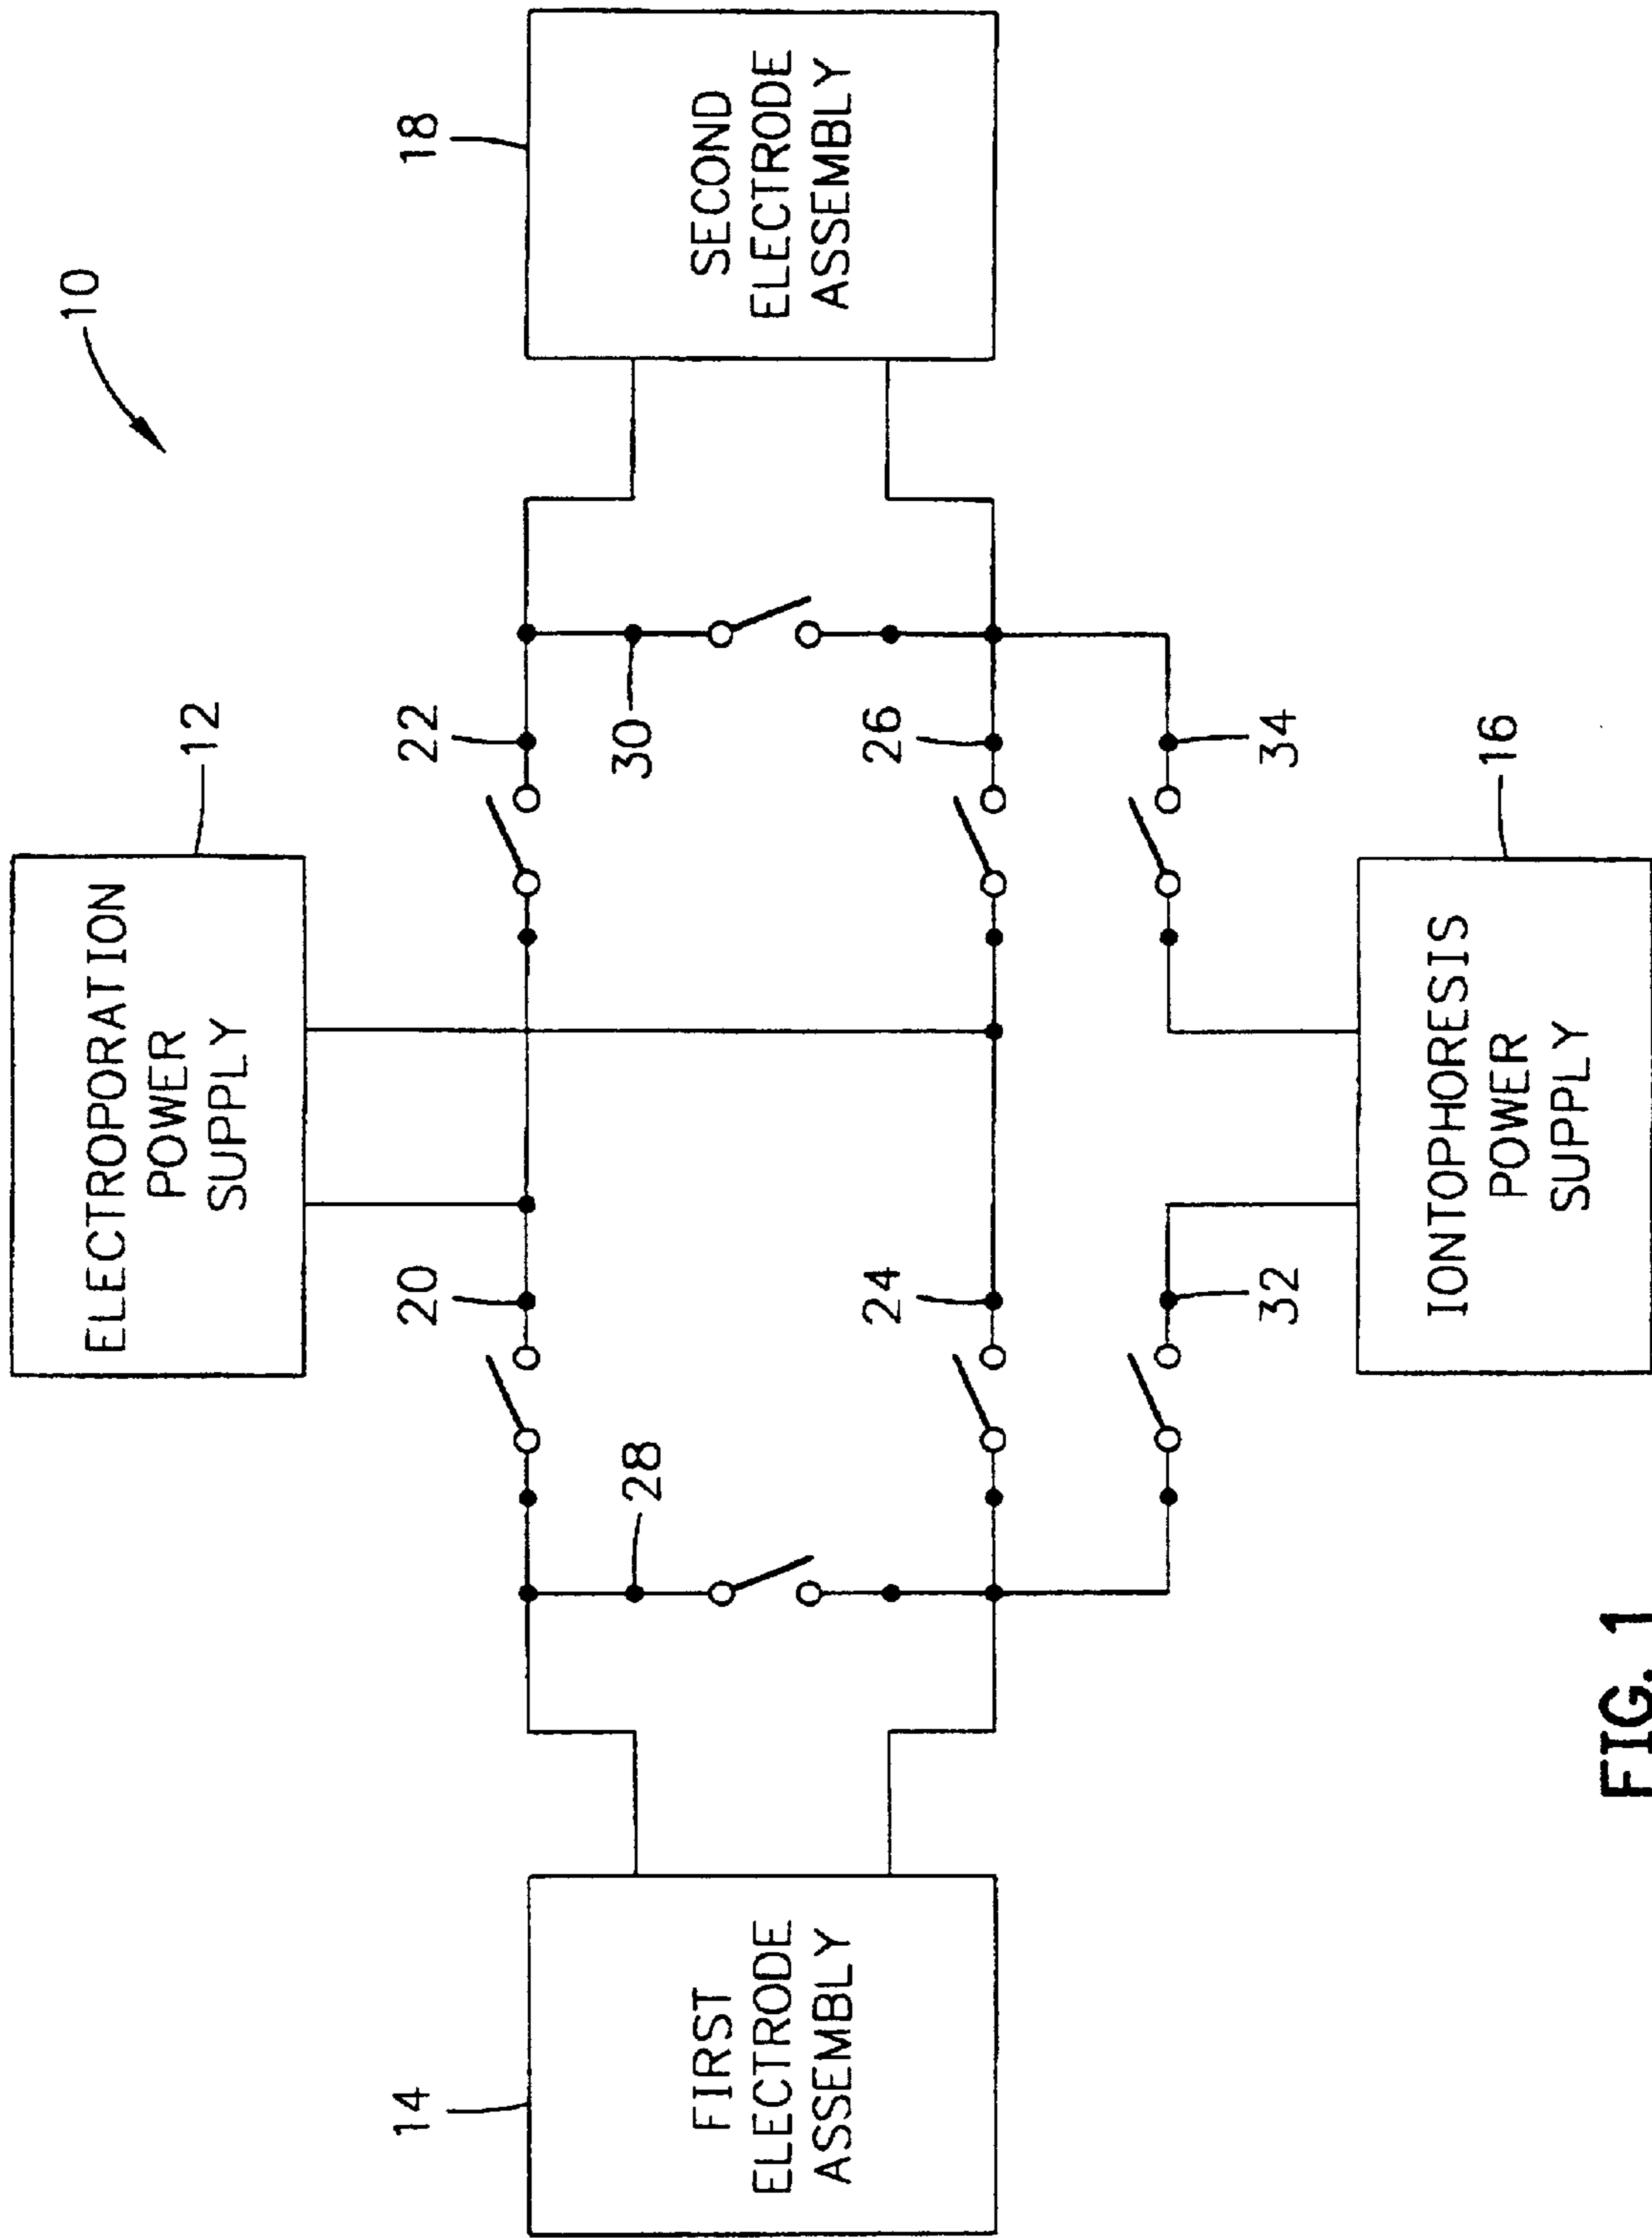 10
ELECTROPORATION
POWER
SUPPLY
12
14
FIRST
ELECTRODE
ASSEMBLY
18
SECOND
ELECTRODE
ASSEMBLY
20
22
28
30
24
26
32
34
IONTOPHORESIS
POWER
SUPPLY
16
FIG. 1